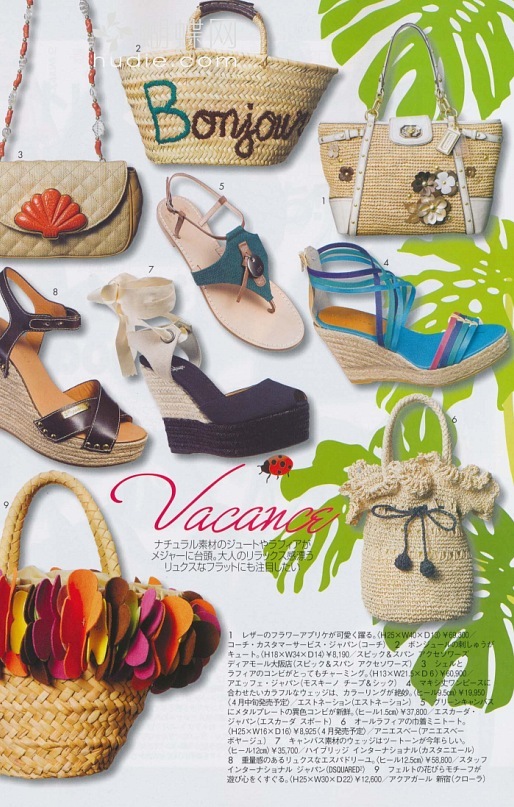 hudie.com
Bonjour
2
3
1
5
4
7
8
6
9
Vacance
ナチュラル素材のジュートやラフィアが
メジャーに台頭。大人のリラックス感漂う
リュクスなフラットにも注目したい
1 レザーのフラワーアプリケが可愛く躍る。(H25×W40×D13)¥68,300/
コーチ・カスタマーサービス・ジャパン(コーチ) 2 ボンジュールの刺しゅうが
キュート。(H18×W34×D14)¥8,190/スピック&スパン アクセソワーズ
ディアモール大阪店(スピック&スパン アクセソワーズ) 3 シェルと
ラフィアのコンビがとってもチャーミング。(H13×W21.5×D6)¥60,900/
アエッフェ・ジャパン(モスキーノ チープ&シック) 4 マキシ丈ワンピースに
合わせたいカラフルなウェッジは、カラーリングが絶妙。(ヒール9.5cm)¥19,950
(4月中旬発売予定)/エストネーション(エストネーション) 5 グリーンキャンバス
にメタルプレートの異色コンビが新鮮。(ヒール1.5cm)¥37,800/エスカーダ・
ジャパン(エスカーダ スポート) 6 オールラフィアの巾着ミニトート。
(H25×W16×D16)¥8,925(4月発売予定)/アニエスベー(アニエスベー
ボヤージュ) 7 キャンバス素材のウェッジはツートーンが今年らしい。
(ヒール12cm)¥35,700/ハイブリッジ インターナショナル(カスタニエール)
8 重量感のあるリュクスなエスパドリーユ。(ヒール12.5cm)¥58,800/スタッフ
インターナショナル ジャパン(DSQUARED²) 9 フェルトの花びらモチーフが
遊び心をくすぐる。(H25×W30×D22)¥12,600/アクアガール 新宿(クローラ)